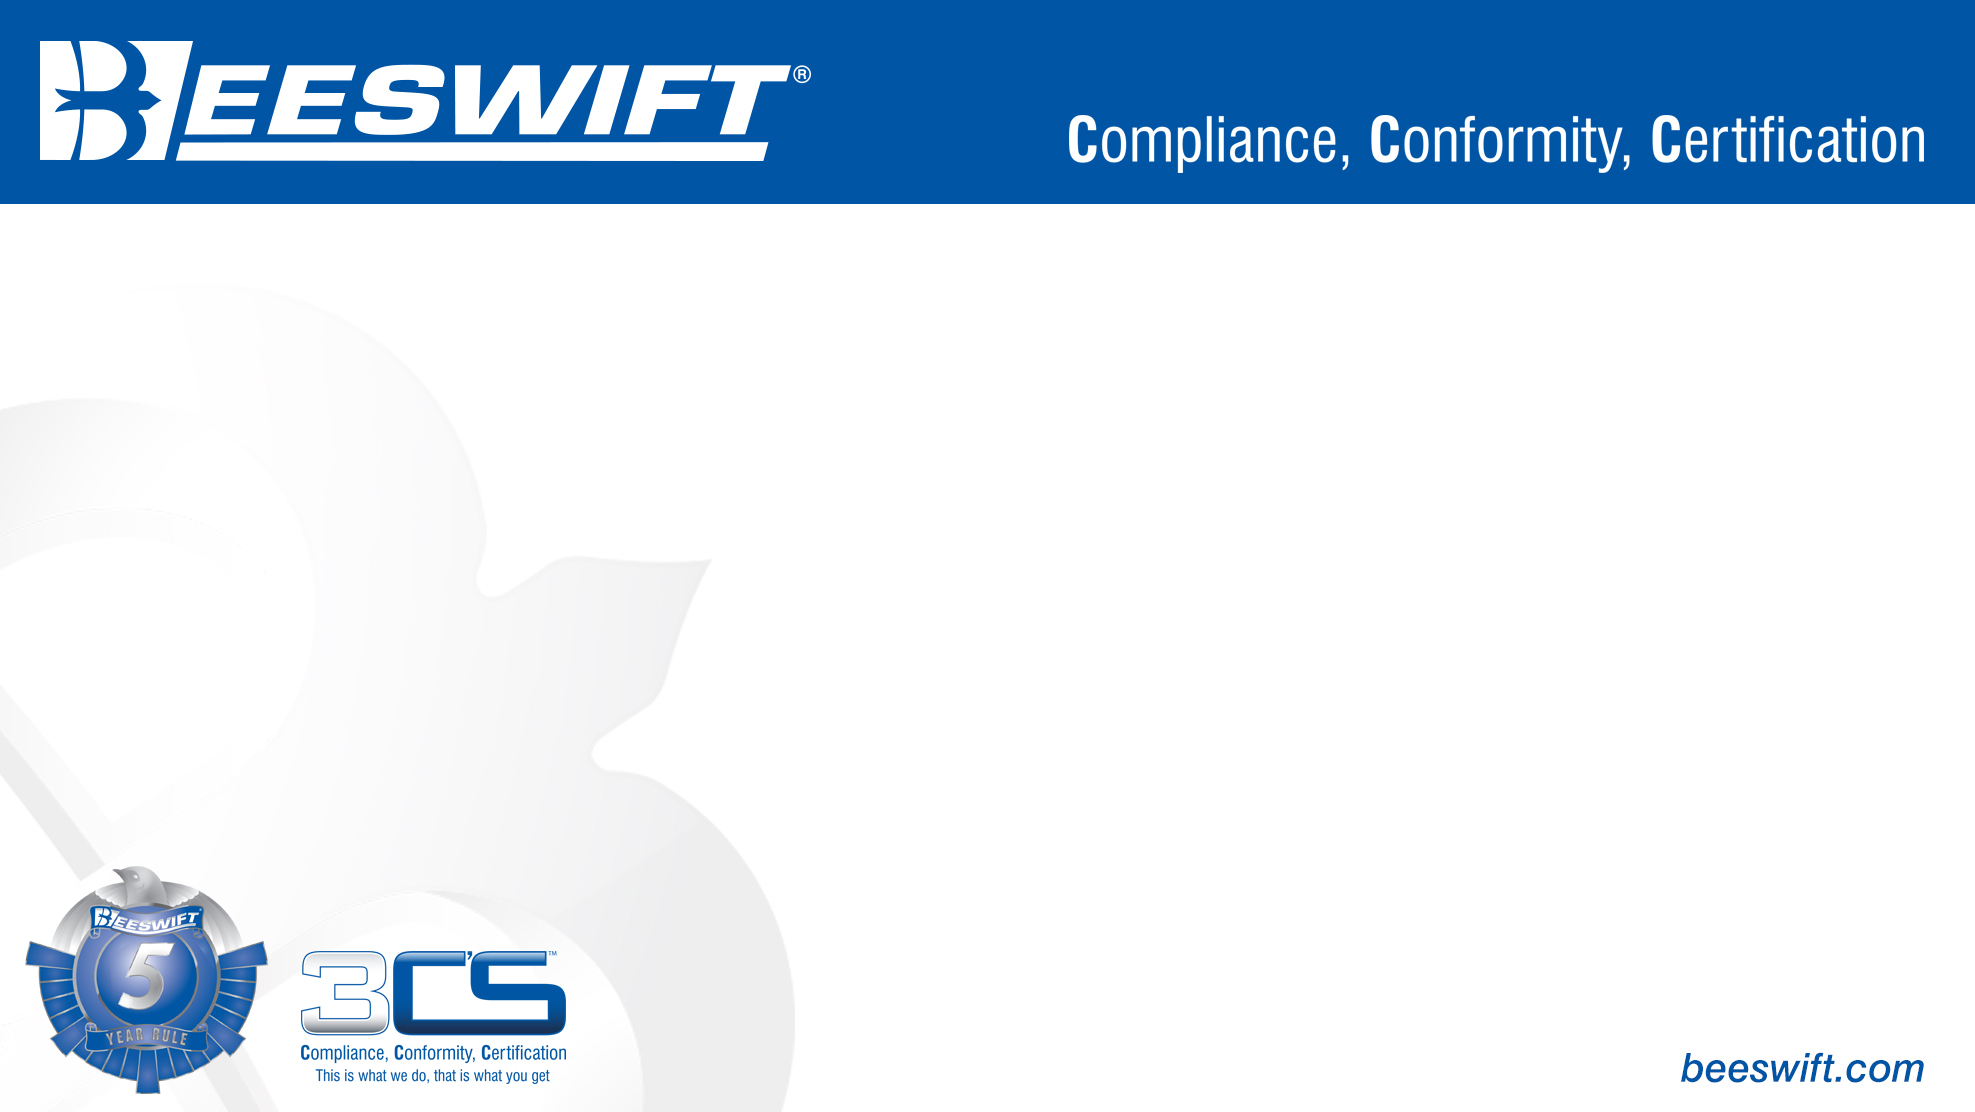 BEESWIFT®
Compliance, Conformity, Certification
BEESWIFT
5
YEAR RULE
3C'S™
Compliance, Conformity, Certification
This is what we do, that is what you get
beeswift.com